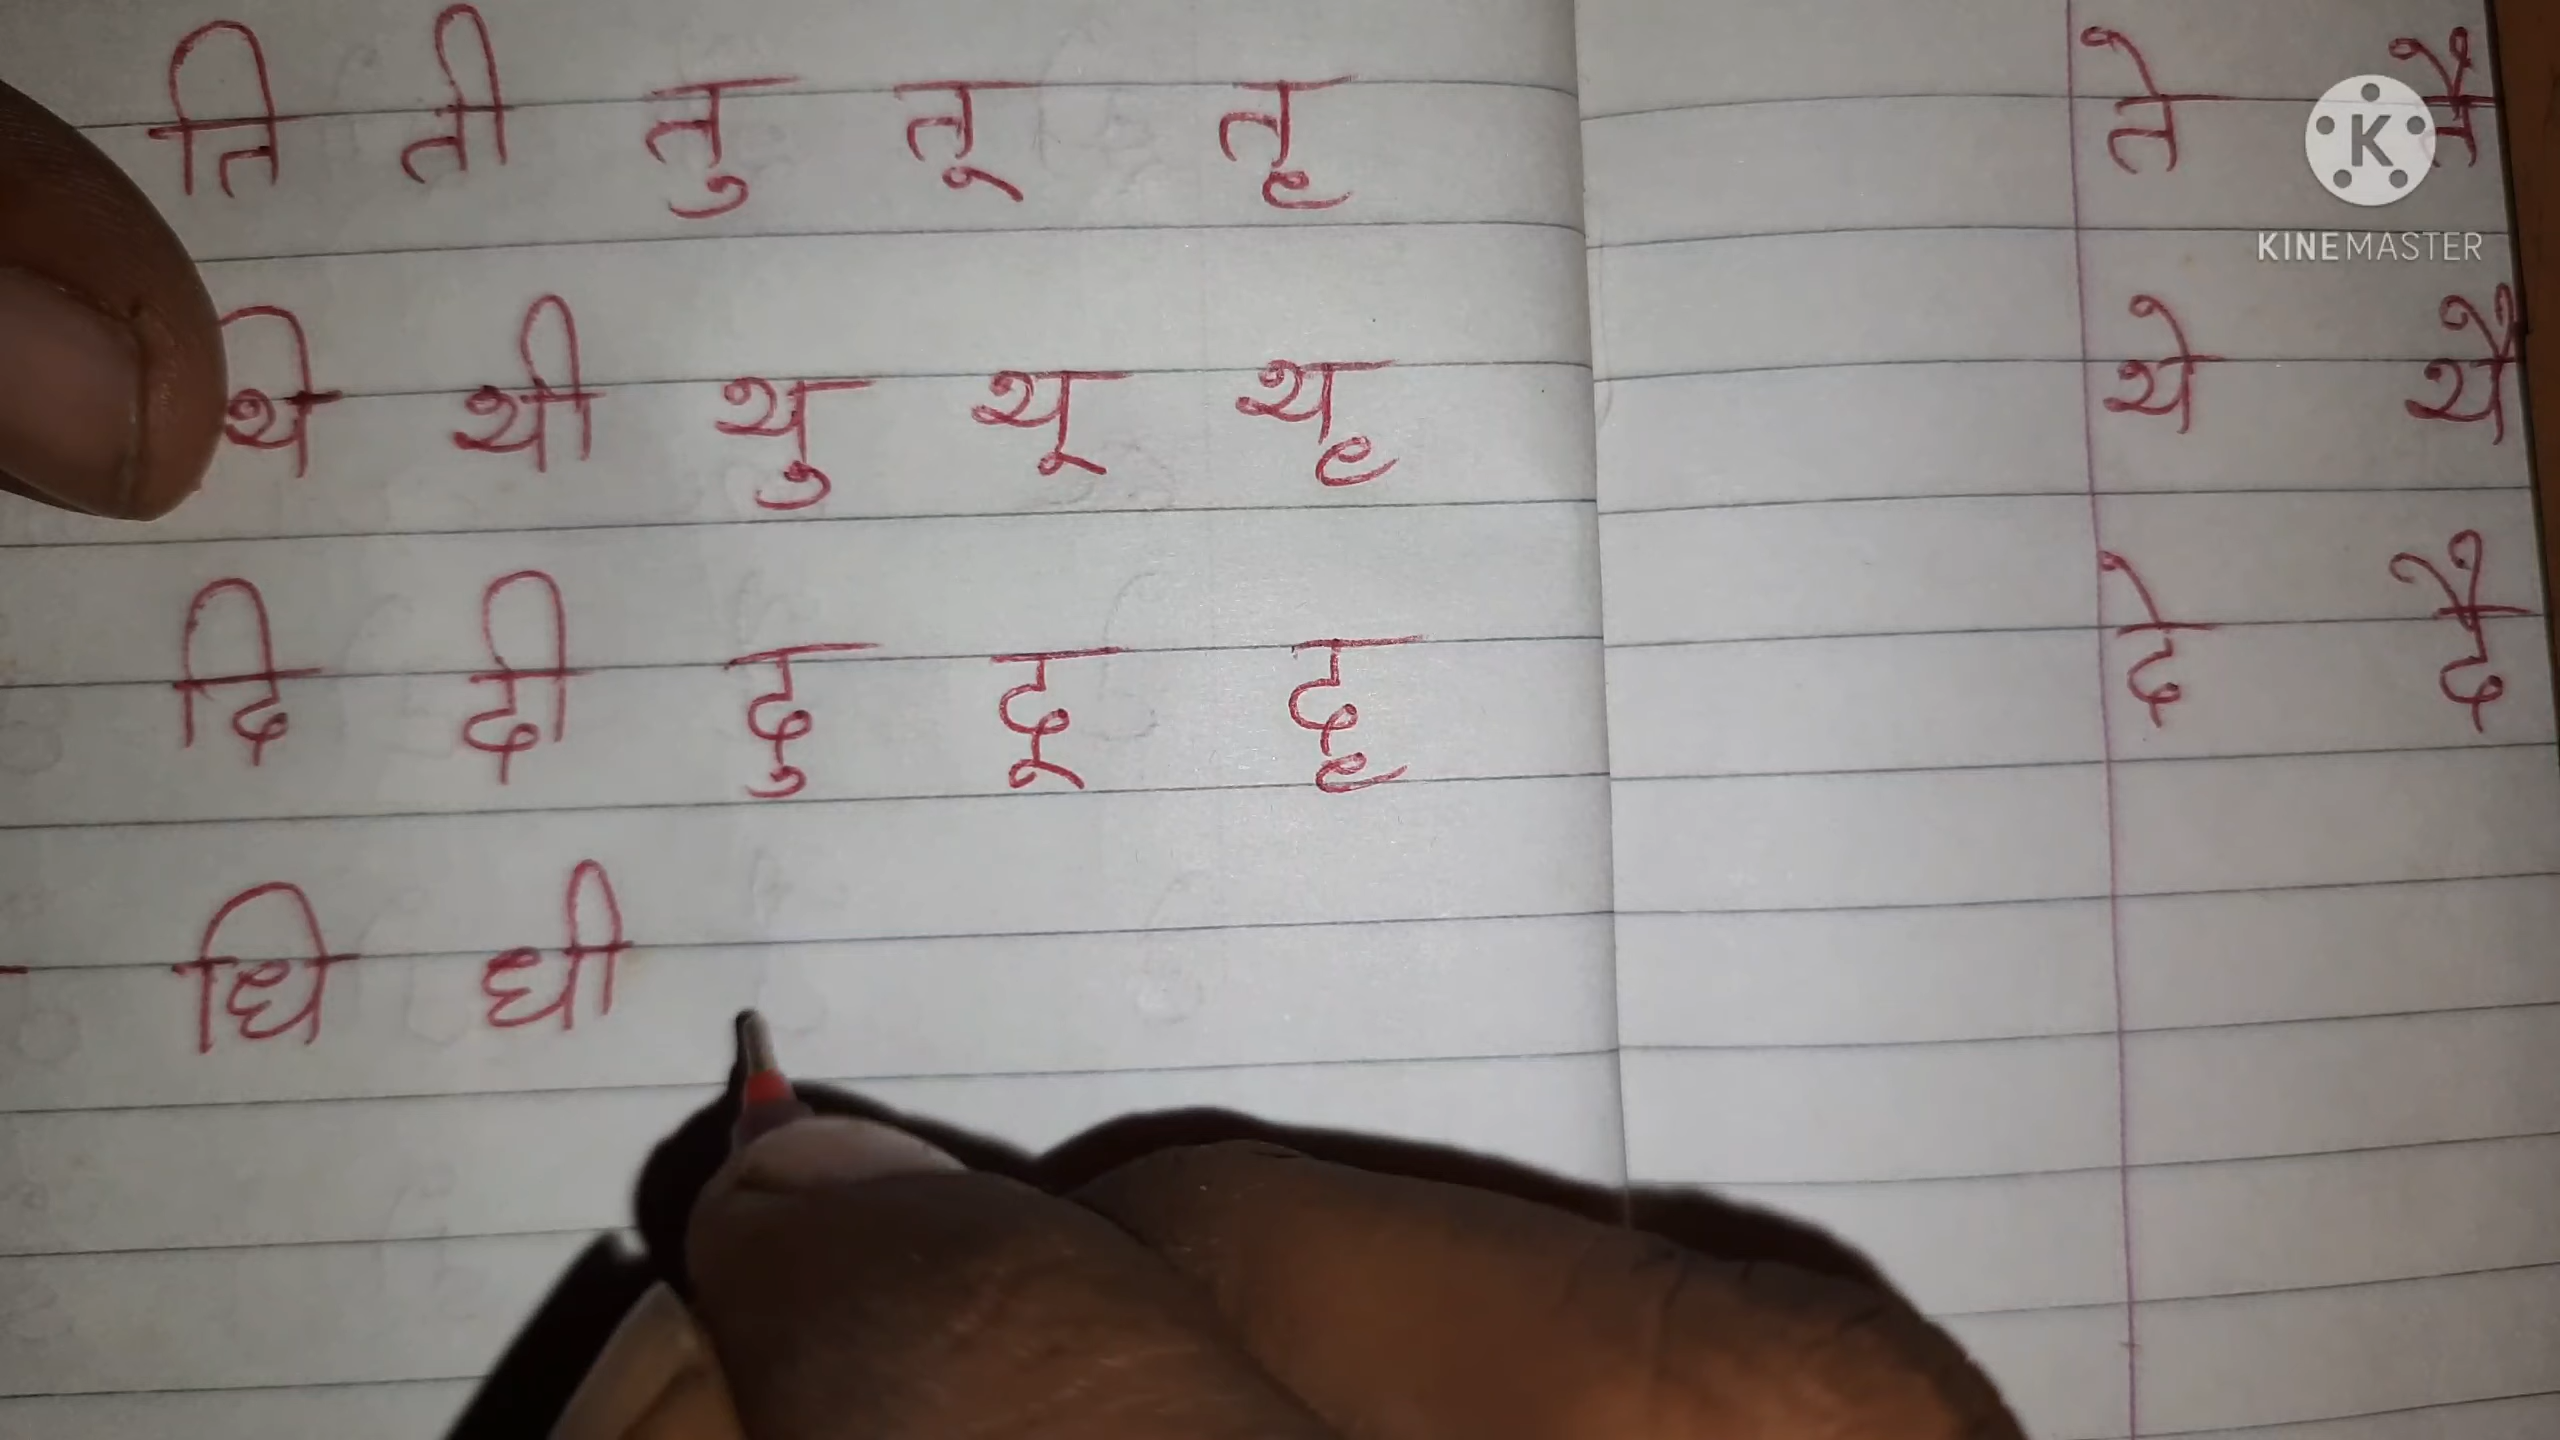 ति ती तु तू तृ ते तै
KINEMASTER
थि थी थु थू थृ थे थै
दि दी दु दू दृ दे दै
धि धी